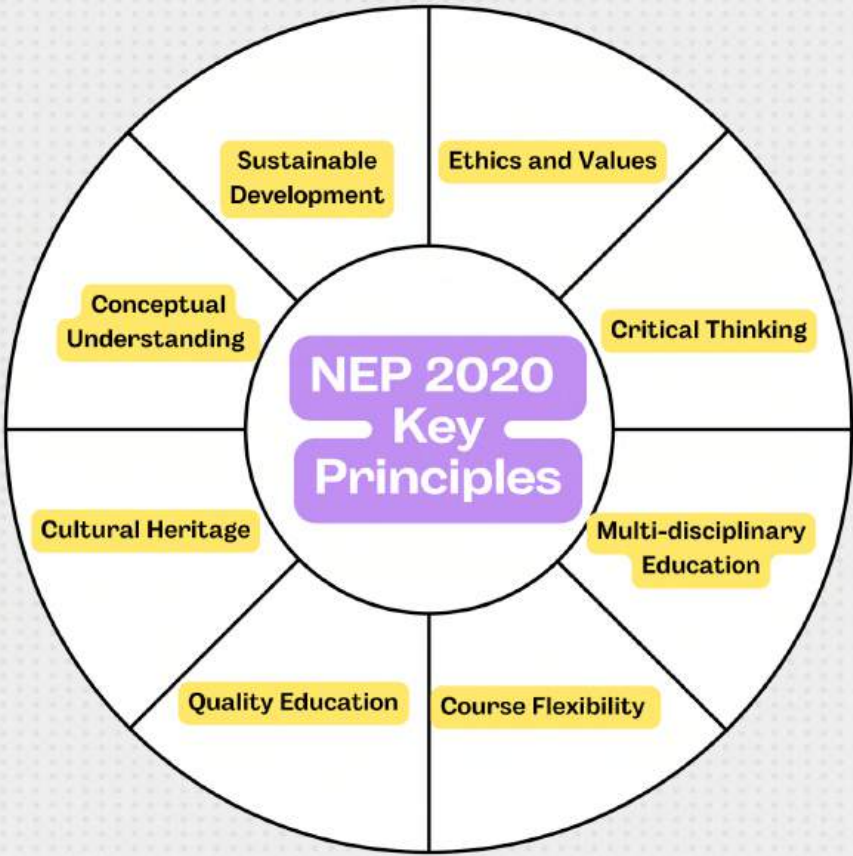 NEP 2020
Key
Principles
Ethics and Values
Critical Thinking
Multi-disciplinary
Education
Course Flexibility
Quality Education
Cultural Heritage
Conceptual
Understanding
Sustainable
Development